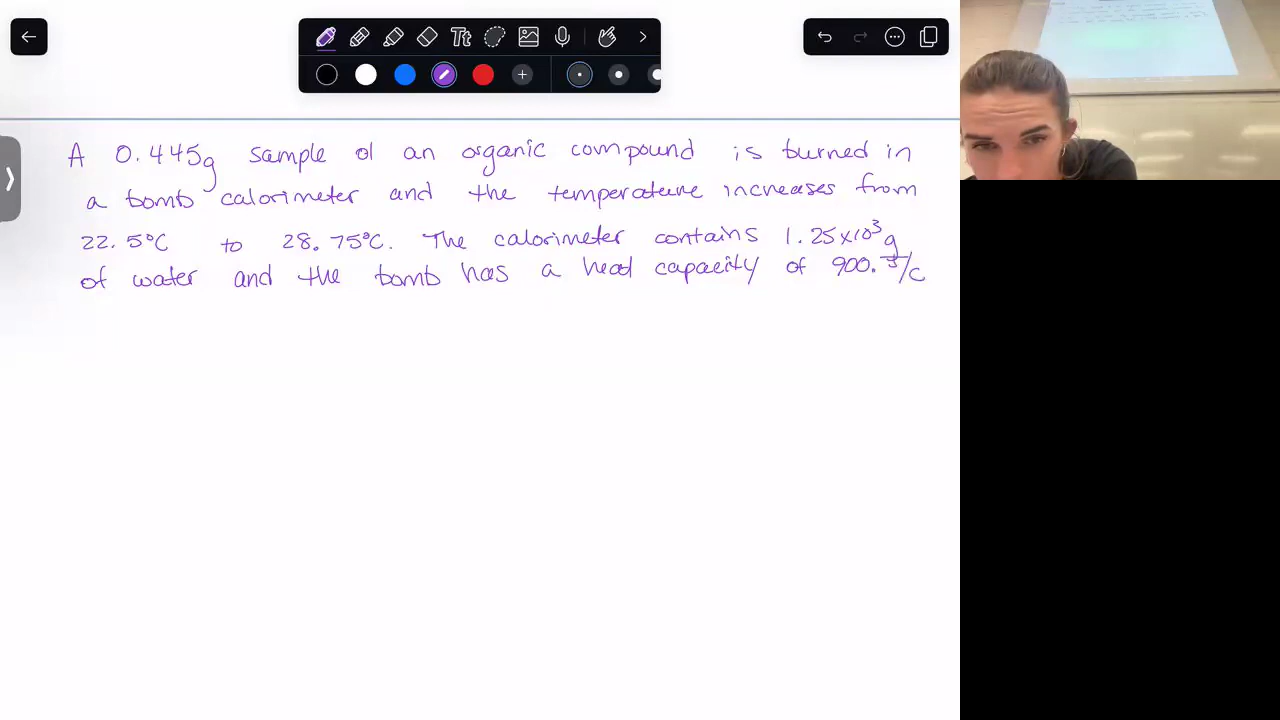 A 0.445g sample of an organic compound is burned in
a bomb calorimeter and the temperature increases from
22.5°C to 28.75°C. The calorimeter contains 1.25x10³g
of water and the bomb has a heat capacity of 900. J/C
Tt